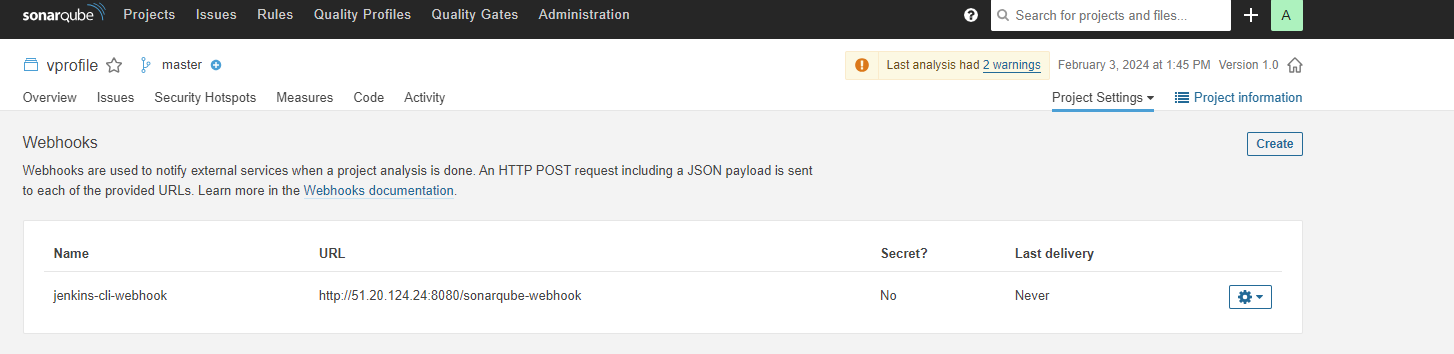 sonarqube Projects Issues Rules Quality Profiles Quality Gates Administration ? Search for projects and files... A
vprofile master Last analysis had 2 warnings February 3, 2024 at 1:45 PM Version 1.0
Overview Issues Security Hotspots Measures Code Activity Project Settings Project information
Webhooks Create
Webhooks are used to notify external services when a project analysis is done. An HTTP POST request including a JSON payload is sent
to each of the provided URLs. Learn more in the Webhooks documentation.
Name URL Secret? Last delivery
jenkins-cli-webhook http://51.20.124.24:8080/sonarqube-webhook No Never